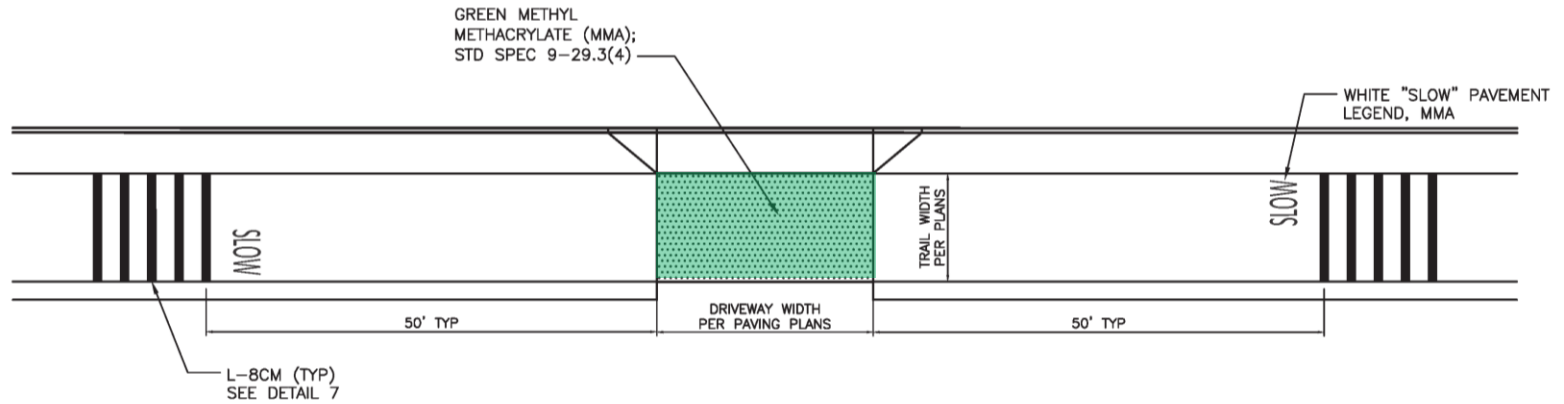 GREEN METHYL
METHACRYLATE (MMA);
STD SPEC 9-29.3(4)
WHITE "SLOW" PAVEMENT
LEGEND, MMA
SLOW
SLOW
TRAIL WIDTH
PER PLANS
50' TYP
DRIVEWAY WIDTH
PER PAVING PLANS
50' TYP
L-8CM (TYP)
SEE DETAIL 7